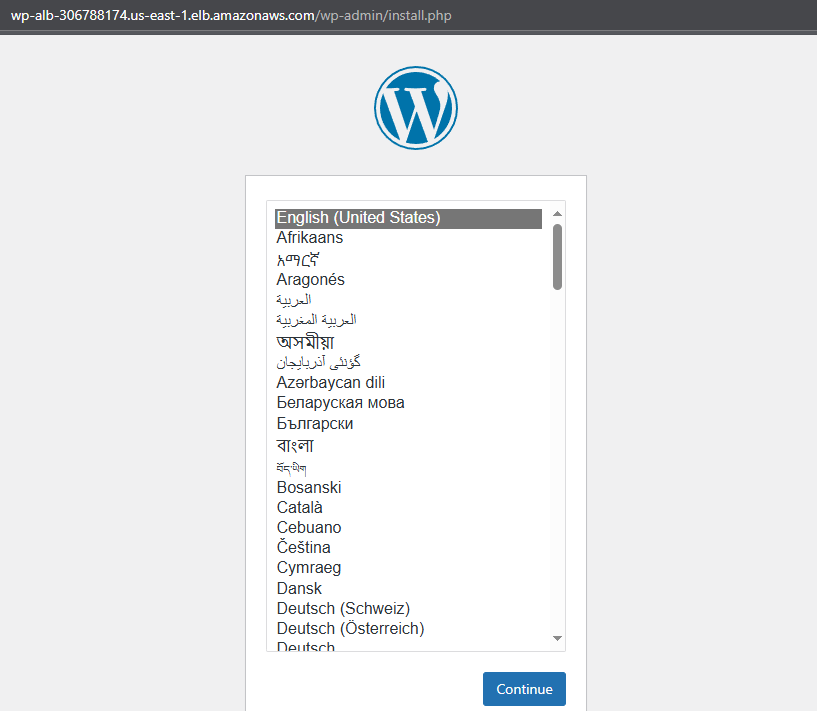 wp-alb-306788174.us-east-1.elb.amazonaws.com/wp-admin/install.php
English (United States)
Afrikaans
አማርኛ
Aragonés
العربية
العربية المغربية
অসমীয়া
گؤنئی آذربایجان
Azərbaycan dili
Беларуская мова
Български
বাংলা
བོད་ཡིག
Bosanski
Català
Cebuano
Čeština
Cymraeg
Dansk
Deutsch (Schweiz)
Deutsch (Österreich)
Deutsch
Continue